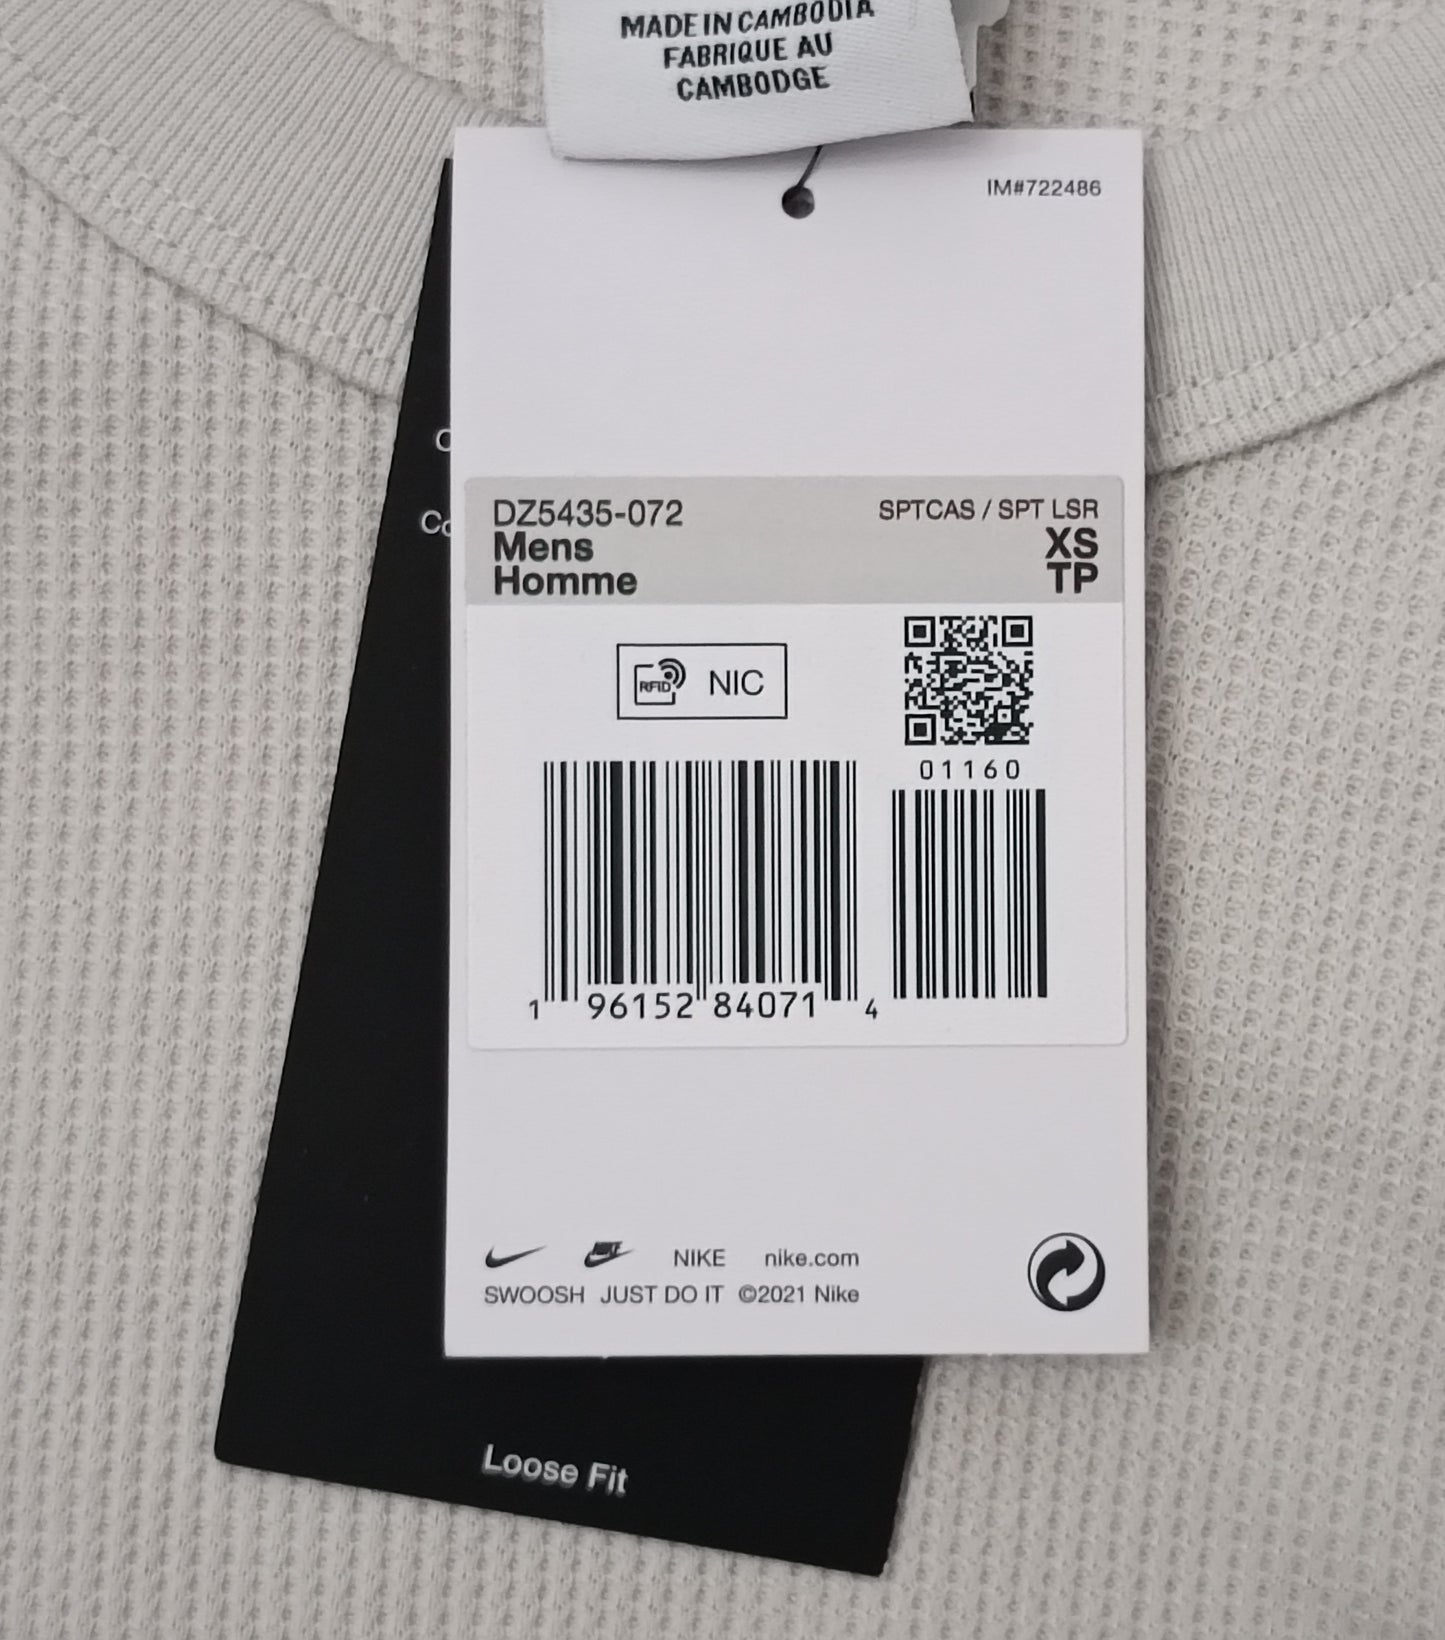 MADE IN CAMBODIA
FABRIQUE AU
CAMBODGE
IM#722486
DZ5435-072
SPTCAS / SPT LSR
Mens
XS
Homme
TP
RFID NIC
01160
1 96152 84071 4
NIKE nike.com
SWOOSH JUST DO IT ©2021 Nike
Loose Fit